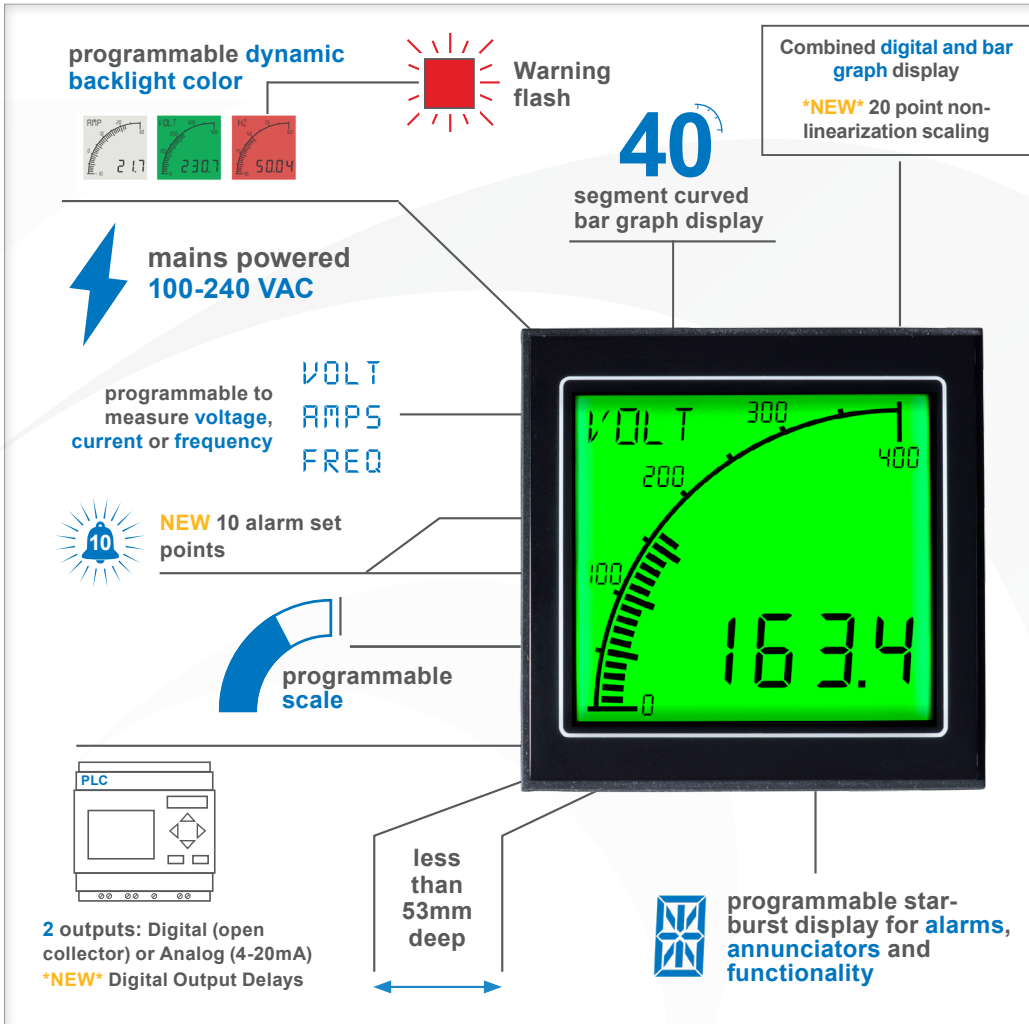 programmable dynamic
backlight color
Warning
flash
AMP
21.7
VOLT
230.7
HZ
50.04
40
segment curved
bar graph display
Combined digital and bar
graph display
*NEW* 20 point non-
linearization scaling
mains powered
100-240 VAC
programmable to
measure voltage,
current or frequency
VOLT
AMPS
FREQ
10
NEW 10 alarm set
points
programmable
scale
VOLT
300
400
200
100
0
163.4
PLC
2 outputs: Digital (open
collector) or Analog (4-20mA)
*NEW* Digital Output Delays
less
than
53mm
deep
programmable star-
burst display for alarms,
annunciators and
functionality